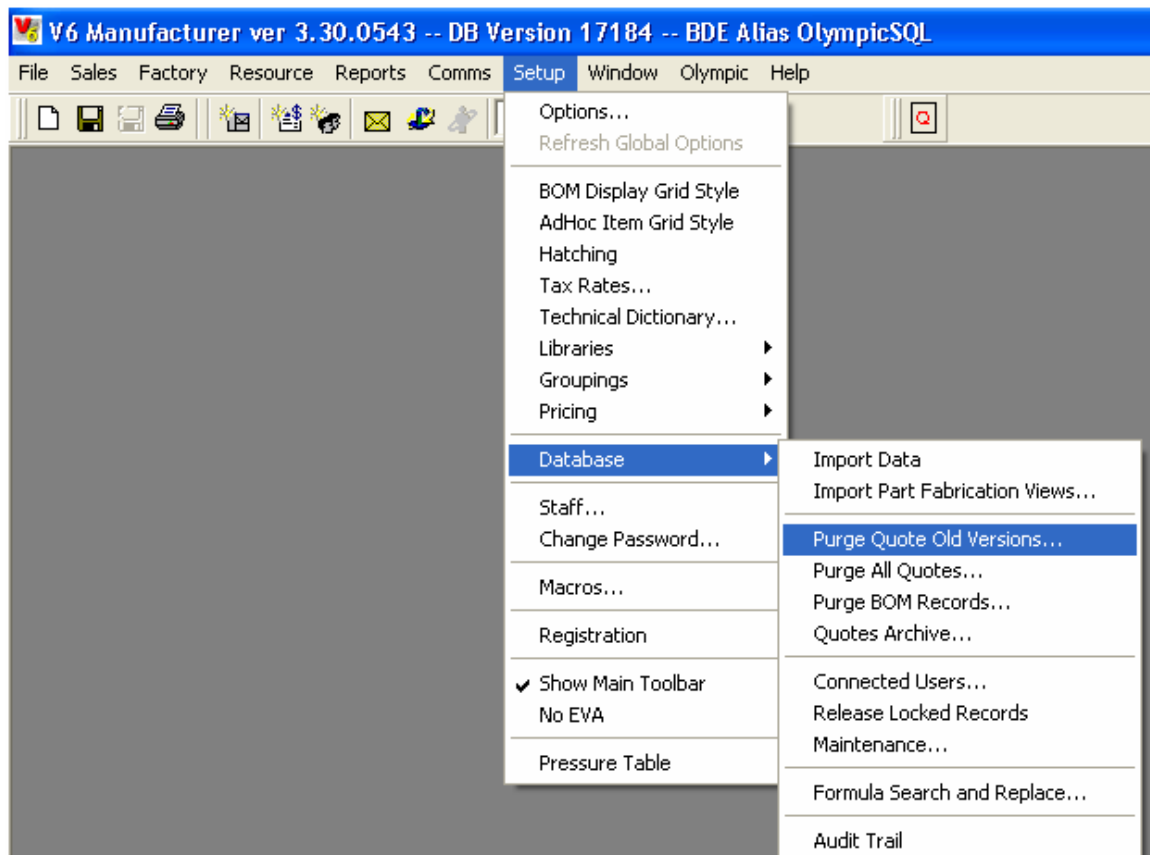 V6 Manufacturer ver 3.30.0543 -- DB Version 17184 -- BDE Alias OlympicSQL
File Sales Factory Resource Reports Comms Setup Window Olympic Help
Options...
Refresh Global Options
BOM Display Grid Style
AdHoc Item Grid Style
Hatching
Tax Rates...
Technical Dictionary...
Libraries
Groupings
Pricing
Database
Staff...
Change Password...
Macros...
Registration
Show Main Toolbar
No EVA
Pressure Table
Import Data
Import Part Fabrication Views...
Purge Quote Old Versions...
Purge All Quotes...
Purge BOM Records...
Quotes Archive...
Connected Users...
Release Locked Records
Maintenance...
Formula Search and Replace...
Audit Trail